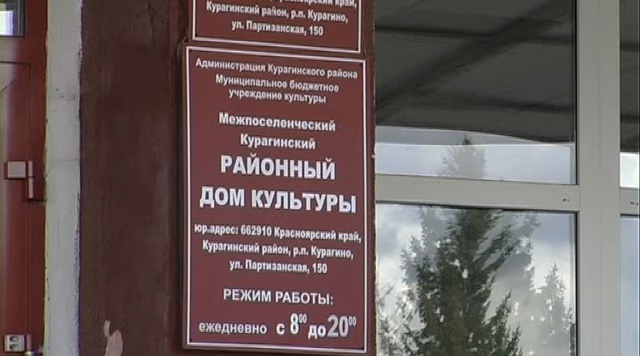 Курагинский район, р.п. Курагино,
ул. Партизанская, 150
Администрация Курагинского района
Муниципальное бюджетное
учреждение культуры
Межпоселенческий
Курагинский
РАЙОННЫЙ
ДОМ КУЛЬТУРЫ
юр.адрес: 662910 Красноярский край,
Курагинский район, р.п. Курагино,
ул. Партизанская, 150
РЕЖИМ РАБОТЫ:
ежедневно с 8⁰⁰ до 20⁰⁰